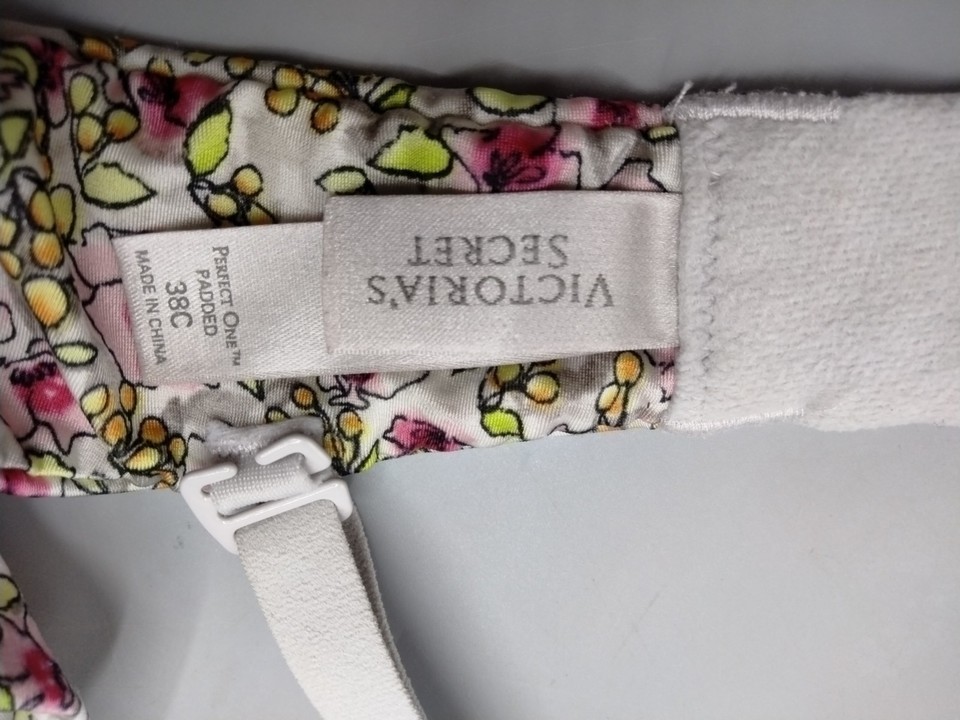 VICTORIA'S
SECRET
PERFECT ONE™
PADDED
38C
MADE IN CHINA